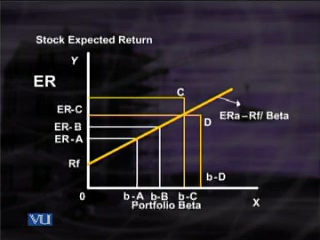 Stock Expected Return
Y
ER
C
ER-C
ERa – Rf/ Beta
D
ER- B
ER - A
Rf
b-D
0
b - A b-B b-C
Portfolio Beta
X
VU